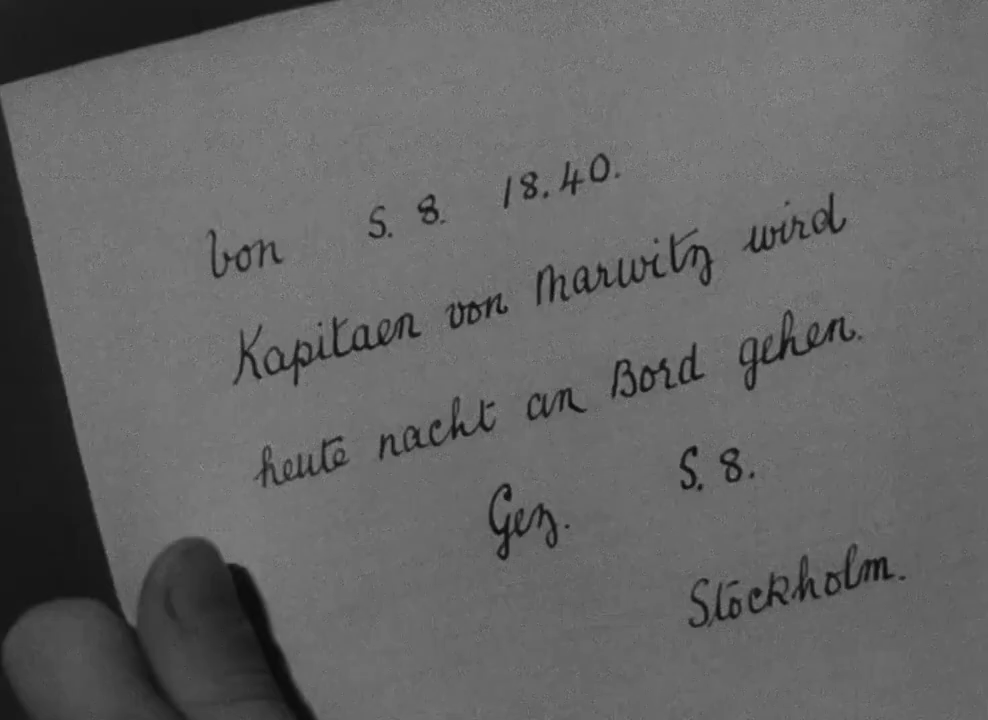 Von S. 8. 18.40.
Kapitaen von Marwitz wird
heute nacht an Bord gehen.
Gez. S. 8.
Stockholm.